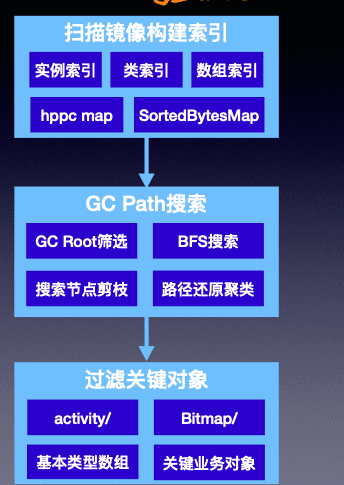 扫描镜像构建索引
实例索引 类索引 数组索引
hppc map SortedBytesMap
GC Path搜索
GC Root筛选 BFS搜索
搜索节点剪枝 路径还原聚类
过滤关键对象
activity/ Bitmap/
基本类型数组 关键业务对象